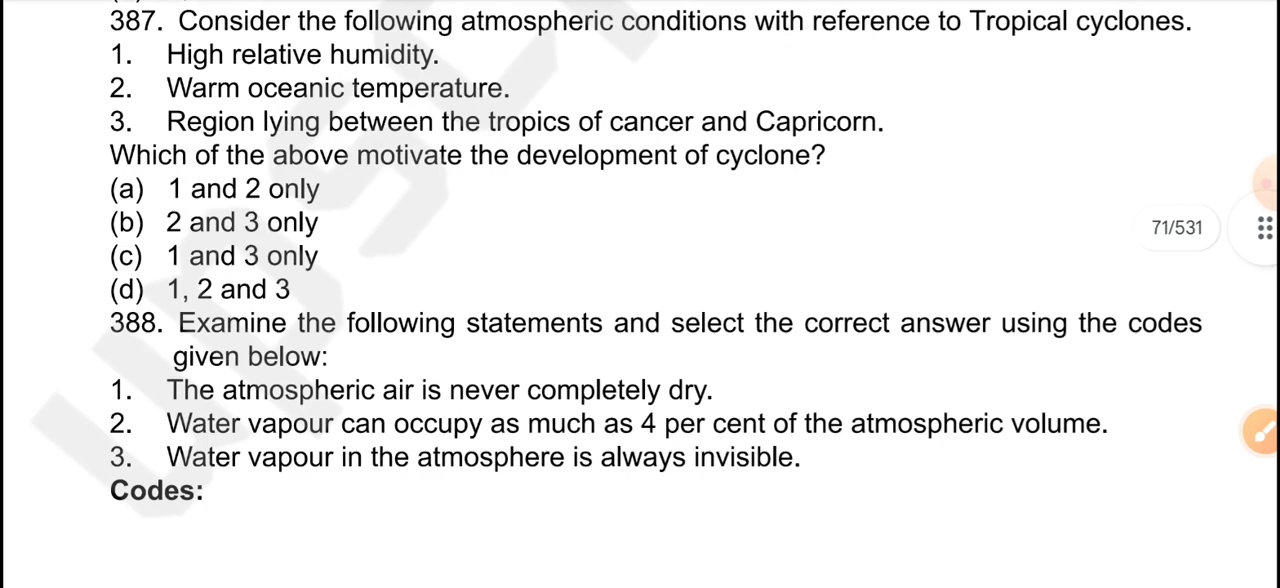 387. Consider the following atmospheric conditions with reference to Tropical cyclones.
1. High relative humidity.
2. Warm oceanic temperature.
3. Region lying between the tropics of cancer and Capricorn.
Which of the above motivate the development of cyclone?
(a) 1 and 2 only
(b) 2 and 3 only
(c) 1 and 3 only
71/531
(d) 1, 2 and 3
388. Examine the following statements and select the correct answer using the codes
given below:
1. The atmospheric air is never completely dry.
2. Water vapour can occupy as much as 4 per cent of the atmospheric volume.
3. Water vapour in the atmosphere is always invisible.
Codes: